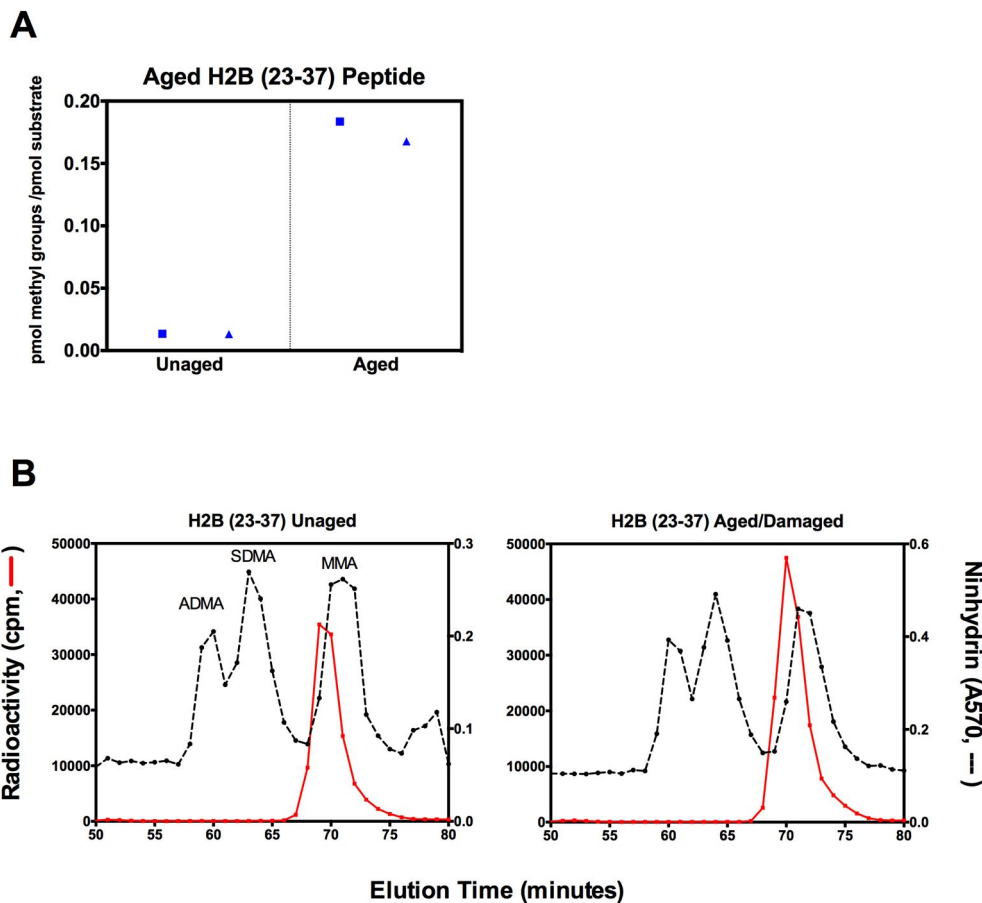 A
Aged H2B (23-37) Peptide
pmol methyl groups /pmol substrate
0.20
0.15
0.10
0.05
0.00
Unaged
Aged
B
H2B (23-37) Unaged
Radioactivity (cpm, —)
50000
40000
30000
20000
10000
0
ADMA
SDMA
MMA
0.3
0.2
0.1
0.0
50
55
60
65
70
75
80
H2B (23-37) Aged/Damaged
50000
40000
30000
20000
10000
0
0.6
0.4
0.2
0.0
50
55
60
65
70
75
80
Ninhydrin (A570, ---)
Elution Time (minutes)